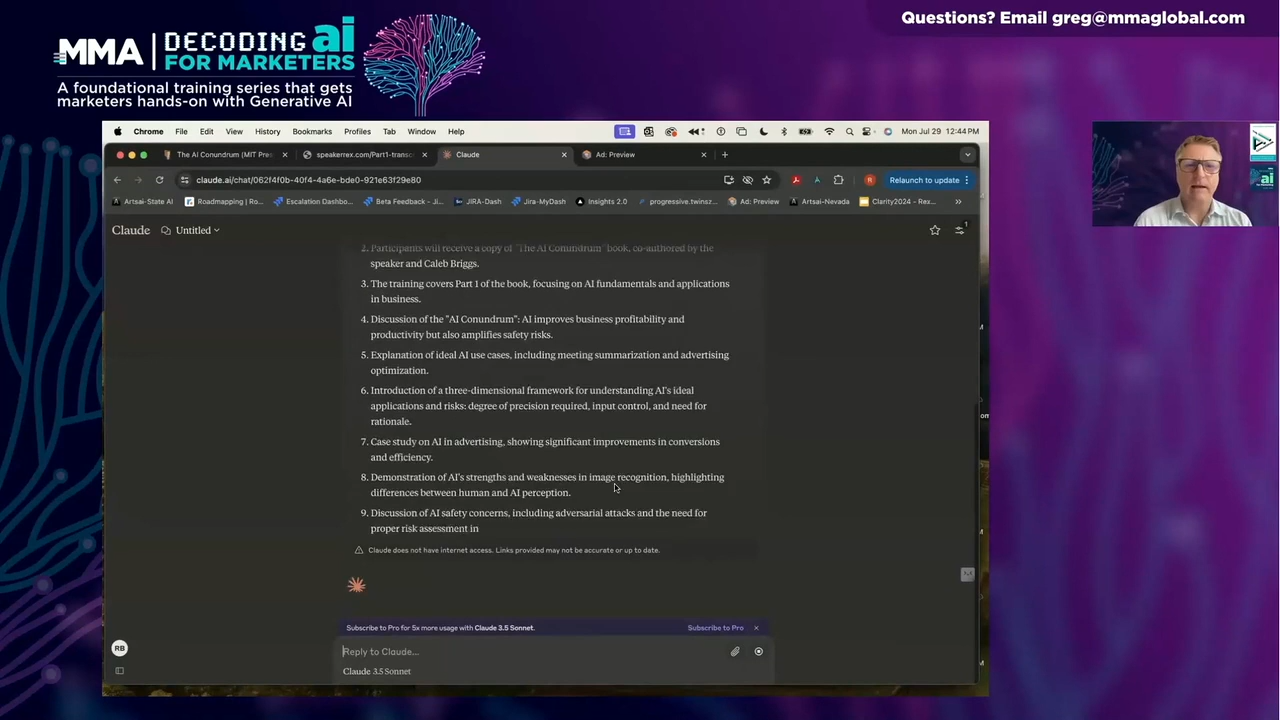 Questions? Email greg@mmaglobal.com
MMA | DECODING ai
FOR MARKETERS
A foundational training series that gets
marketers hands-on with Generative AI
Chrome File Edit View History Bookmarks Profiles Tab Window Help Mon Jul 29 12:44 PM
The AI Conundrum (MIT Pres speakerrex.com/Part1-transc Claude Ad: Preview
claude.ai/chat/062f4f0b-40f4-4a6e-bde0-921e63f29e80 Relaunch to update
Artsai-State AI Roadmapping | Ro... Escalation Dashbo... Beta Feedback - Ji... JIRA-Dash Jira-MyDash Insights 2.0 progressive.twinsz... Ad: Preview Artsai-Nevada Clarity2024 - Rex...
Claude Untitled
2. Participants will receive a copy of "The AI Conundrum" book, co-authored by the
speaker and Caleb Briggs.
3. The training covers Part 1 of the book, focusing on AI fundamentals and applications
in business.
4. Discussion of the "AI Conundrum": AI improves business profitability and
productivity but also amplifies safety risks.
5. Explanation of ideal AI use cases, including meeting summarization and advertising
optimization.
6. Introduction of a three-dimensional framework for understanding AI's ideal
applications and risks: degree of precision required, input control, and need for
rationale.
7. Case study on AI in advertising, showing significant improvements in conversions
and efficiency.
8. Demonstration of AI's strengths and weaknesses in image recognition, highlighting
differences between human and AI perception.
9. Discussion of AI safety concerns, including adversarial attacks and the need for
proper risk assessment in
Claude does not have internet access. Links provided may not be accurate or up to date.
Subscribe to Pro for 5x more usage with Claude 3.5 Sonnet. Subscribe to Pro
RB
Reply to Claude...
Claude 3.5 Sonnet